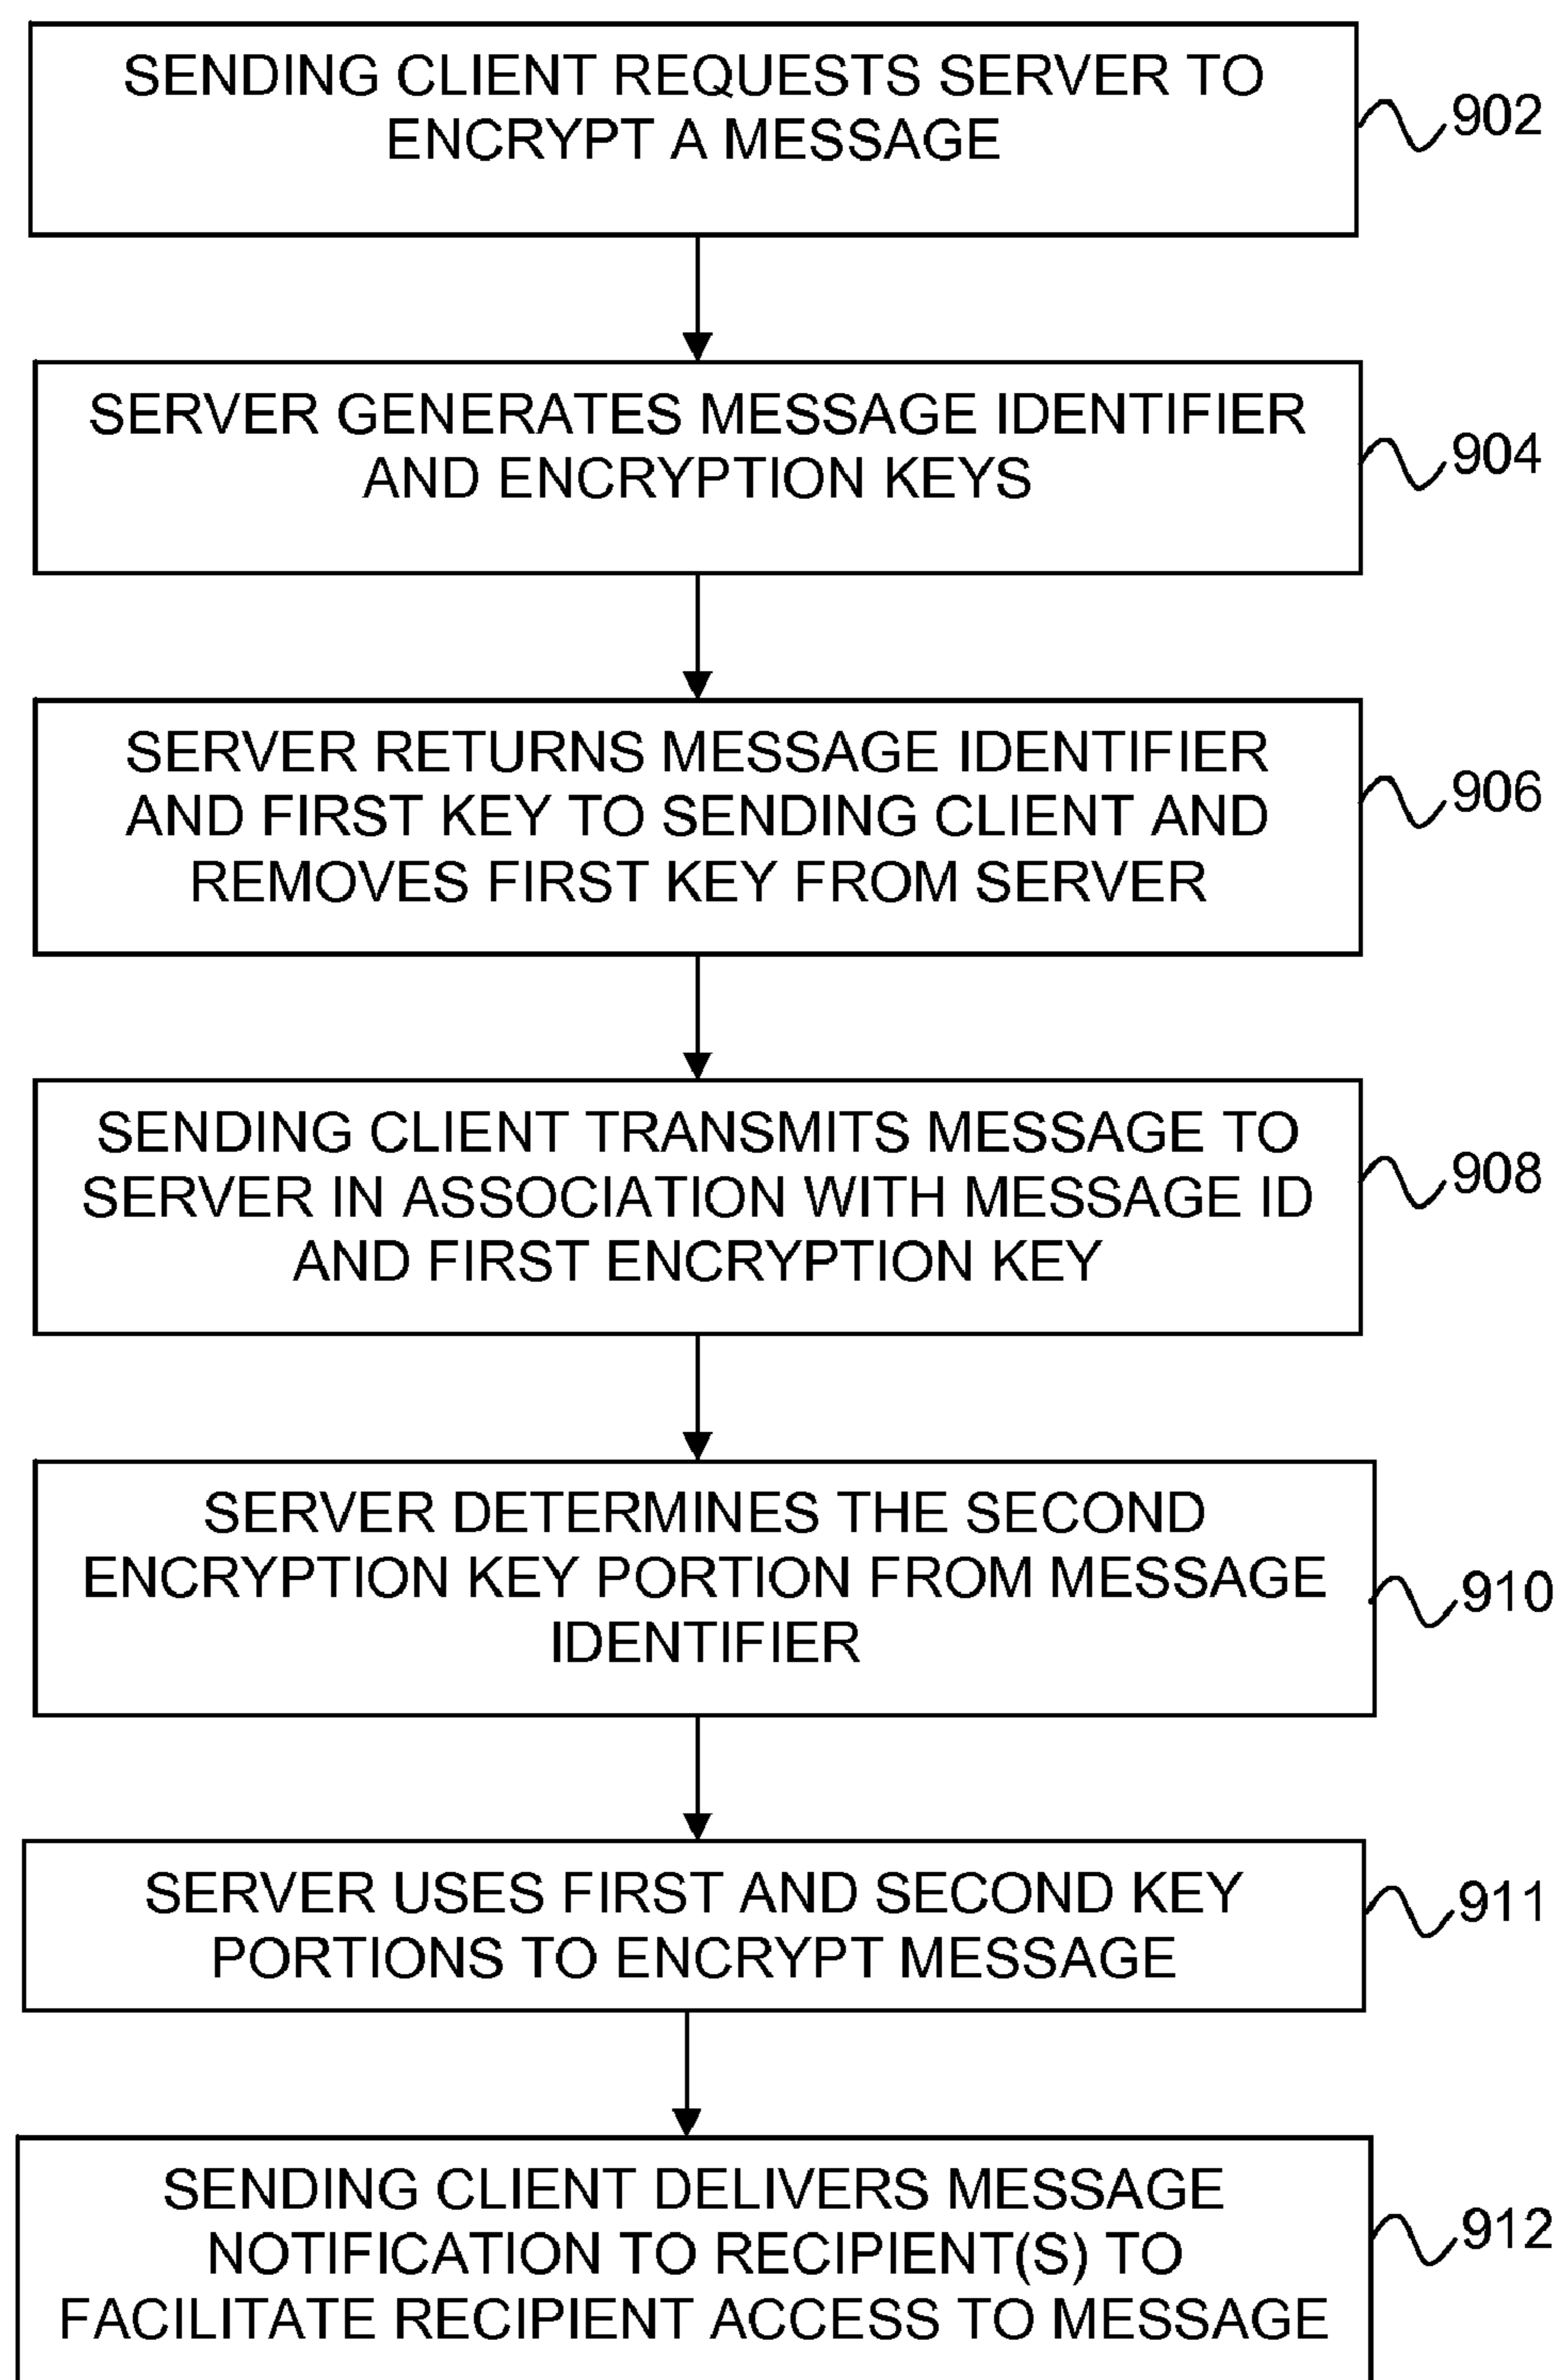 SENDING CLIENT REQUESTS SERVER TO
ENCRYPT A MESSAGE
902
SERVER GENERATES MESSAGE IDENTIFIER
AND ENCRYPTION KEYS
904
SERVER RETURNS MESSAGE IDENTIFIER
AND FIRST KEY TO SENDING CLIENT AND
REMOVES FIRST KEY FROM SERVER
906
SENDING CLIENT TRANSMITS MESSAGE TO
SERVER IN ASSOCIATION WITH MESSAGE ID
AND FIRST ENCRYPTION KEY
908
SERVER DETERMINES THE SECOND
ENCRYPTION KEY PORTION FROM MESSAGE
IDENTIFIER
910
SERVER USES FIRST AND SECOND KEY
PORTIONS TO ENCRYPT MESSAGE
911
SENDING CLIENT DELIVERS MESSAGE
NOTIFICATION TO RECIPIENT(S) TO
FACILITATE RECIPIENT ACCESS TO MESSAGE
912